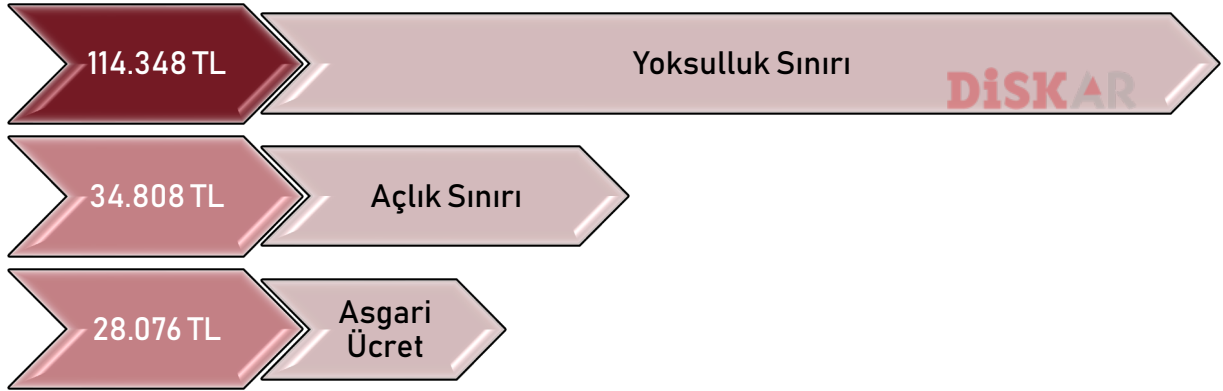 114.348 TL
Yoksulluk Sınırı
DİSKAR
34.808 TL
Açlık Sınırı
28.076 TL
Asgari
Ücret